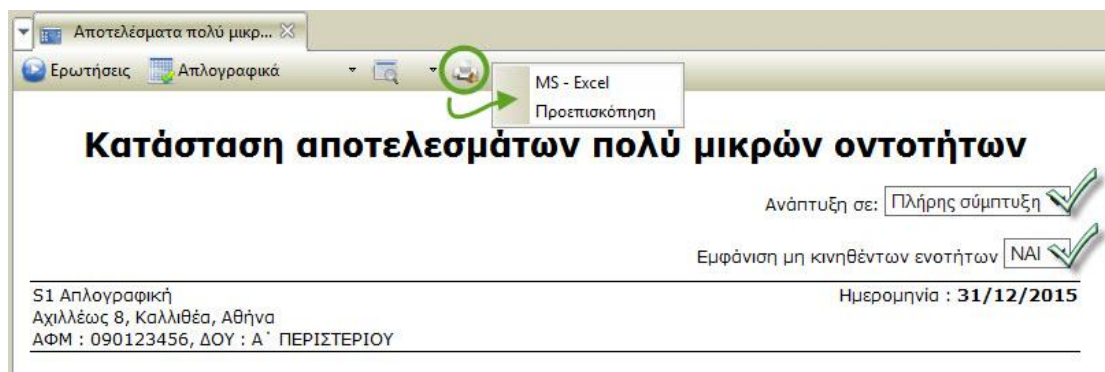 Αποτελέσματα πολύ μικρ...
Ερωτήσεις Απλογραφικά
MS - Excel
Προεπισκόπηση
Κατάσταση αποτελεσμάτων πολύ μικρών οντοτήτων
Ανάπτυξη σε: Πλήρης σύμπτυξη
Εμφάνιση μη κινηθέντων ενοτήτων ΝΑΙ
S1 Απλογραφική Ημερομηνία : 31/12/2015
Αχιλλέως 8, Καλλιθέα, Αθήνα
ΑΦΜ : 090123456, ΔΟΥ : Α΄ ΠΕΡΙΣΤΕΡΙΟΥ